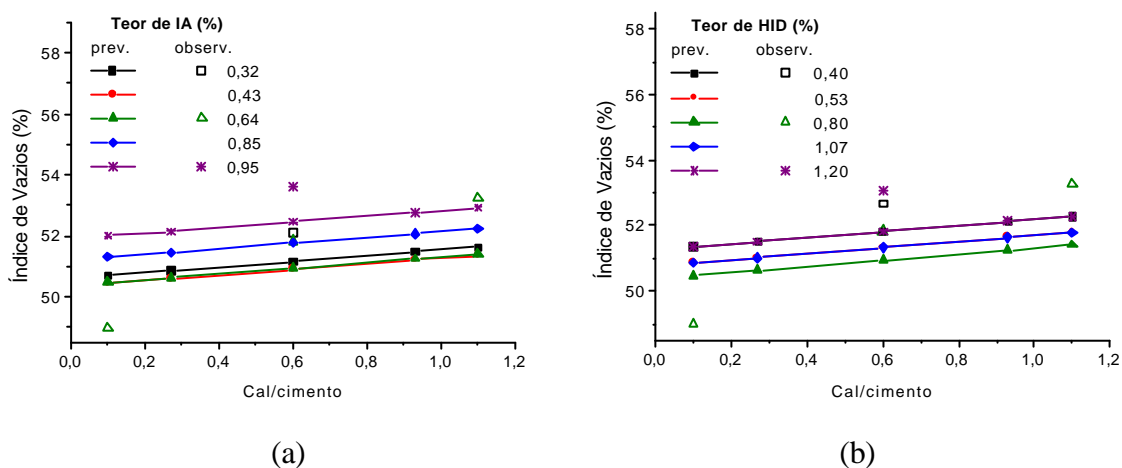 Teor de IA (%)
prev. observ.
0,32
0,43
0,64
0,85
0,95
Índice de Vazios (%)
58
56
54
52
50
0,0 0,2 0,4 0,6 0,8 1,0 1,2
Cal/cimento
(a)
Teor de HID (%)
prev. observ.
0,40
0,53
0,80
1,07
1,20
Índice de Vazios (%)
58
56
54
52
50
0,0 0,2 0,4 0,6 0,8 1,0 1,2
Cal/cimento
(b)